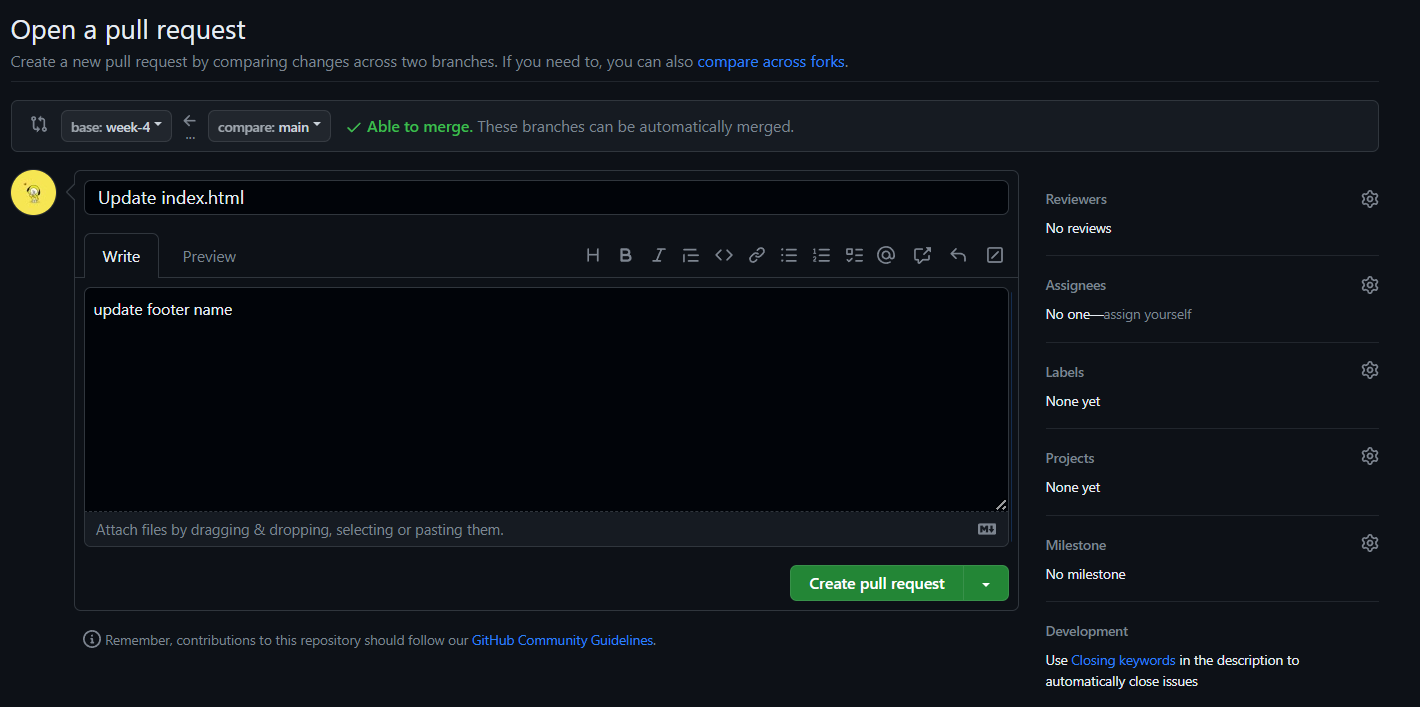 Open a pull request
Create a new pull request by comparing changes across two branches. If you need to, you can also compare across forks.
base: week-4
...
compare: main
Able to merge. These branches can be automatically merged.
Update index.html
Write
Preview
H B I
update footer name
Attach files by dragging & dropping, selecting or pasting them.
Create pull request
Remember, contributions to this repository should follow our GitHub Community Guidelines.
Reviewers
No reviews
Assignees
No one—assign yourself
Labels
None yet
Projects
None yet
Milestone
No milestone
Development
Use Closing keywords in the description to
automatically close issues